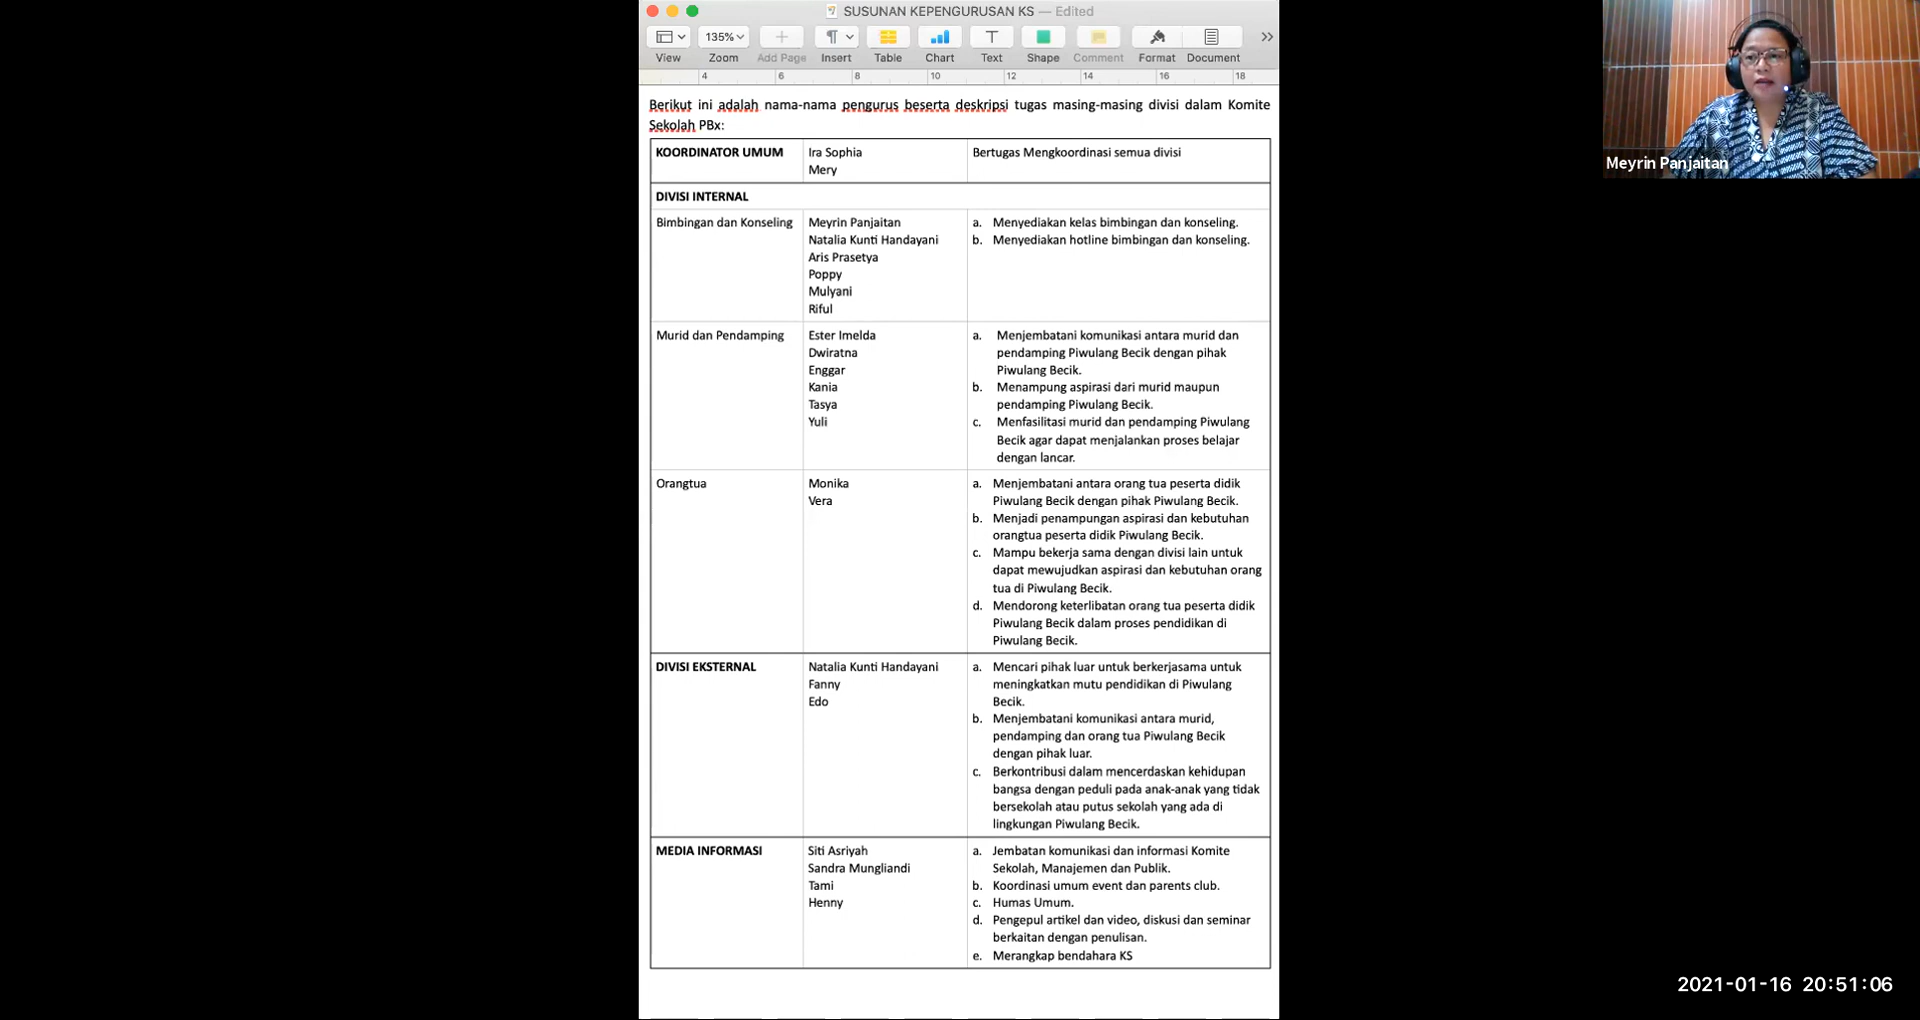 SUSUNAN KEPENGURUSAN KS — Edited
135%
View Zoom Add Page Insert Table Chart Text Shape Comment Format Document
4 6 8 10 12 14 16 18
Berikut ini adalah nama-nama pengurus beserta deskripsi tugas masing-masing divisi dalam Komite
Sekolah PBx:
KOORDINATOR UMUM
Ira Sophia
Mery
Bertugas Mengkoordinasi semua divisi
DIVISI INTERNAL
Bimbingan dan Konseling
Meyrin Panjaitan
Natalia Kunti Handayani
Aris Prasetya
Poppy
Mulyani
Riful
a. Menyediakan kelas bimbingan dan konseling.
b. Menyediakan hotline bimbingan dan konseling.
Murid dan Pendamping
Ester Imelda
Dwiratna
Enggar
Kania
Tasya
Yuli
a. Menjembatani komunikasi antara murid dan
pendamping Piwulang Becik dengan pihak
Piwulang Becik.
b. Menampung aspirasi dari murid maupun
pendamping Piwulang Becik.
c. Menfasilitasi murid dan pendamping Piwulang
Becik agar dapat menjalankan proses belajar
dengan lancar.
Orangtua
Monika
Vera
a. Menjembatani antara orang tua peserta didik
Piwulang Becik dengan pihak Piwulang Becik.
b. Menjadi penampungan aspirasi dan kebutuhan
orangtua peserta didik Piwulang Becik.
c. Mampu bekerja sama dengan divisi lain untuk
dapat mewujudkan aspirasi dan kebutuhan orang
tua di Piwulang Becik.
d. Mendorong keterlibatan orang tua peserta didik
Piwulang Becik dalam proses pendidikan di
Piwulang Becik.
DIVISI EKSTERNAL
Natalia Kunti Handayani
Fanny
Edo
a. Mencari pihak luar untuk berkerjasama untuk
meningkatkan mutu pendidikan di Piwulang
Becik.
b. Menjembatani komunikasi antara murid,
pendamping dan orang tua Piwulang Becik
dengan pihak luar.
c. Berkontribusi dalam mencerdaskan kehidupan
bangsa dengan peduli pada anak-anak yang tidak
bersekolah atau putus sekolah yang ada di
lingkungan Piwulang Becik.
MEDIA INFORMASI
Siti Asriyah
Sandra Mungliandi
Tami
Henny
a. Jembatan komunikasi dan informasi Komite
Sekolah, Manajemen dan Publik.
b. Koordinasi umum event dan parents club.
c. Humas Umum.
d. Pengepul artikel dan video, diskusi dan seminar
berkaitan dengan penulisan.
e. Merangkap bendahara KS
Meyrin Panjaitan
2021-01-16 20:51:06